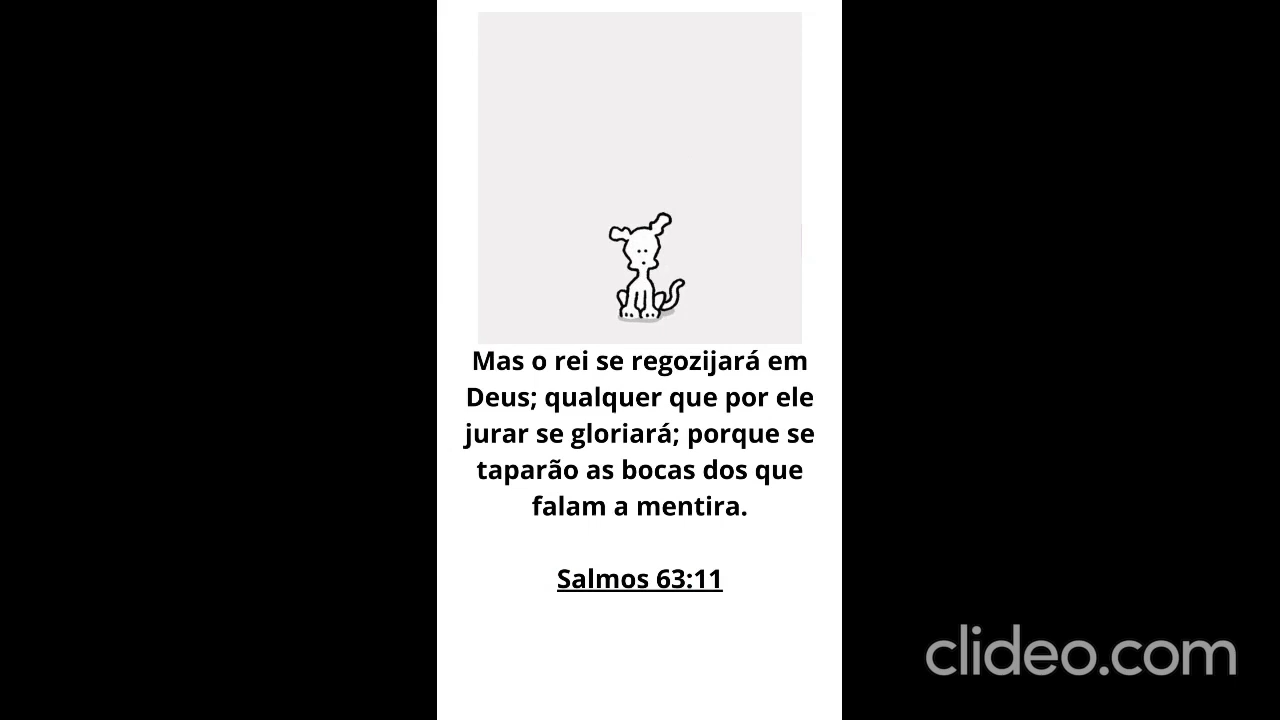 Mas o rei se regozijará em
Deus; qualquer que por ele
jurar se gloriará; porque se
taparão as bocas dos que
falam a mentira.
Salmos 63:11
clideo.com